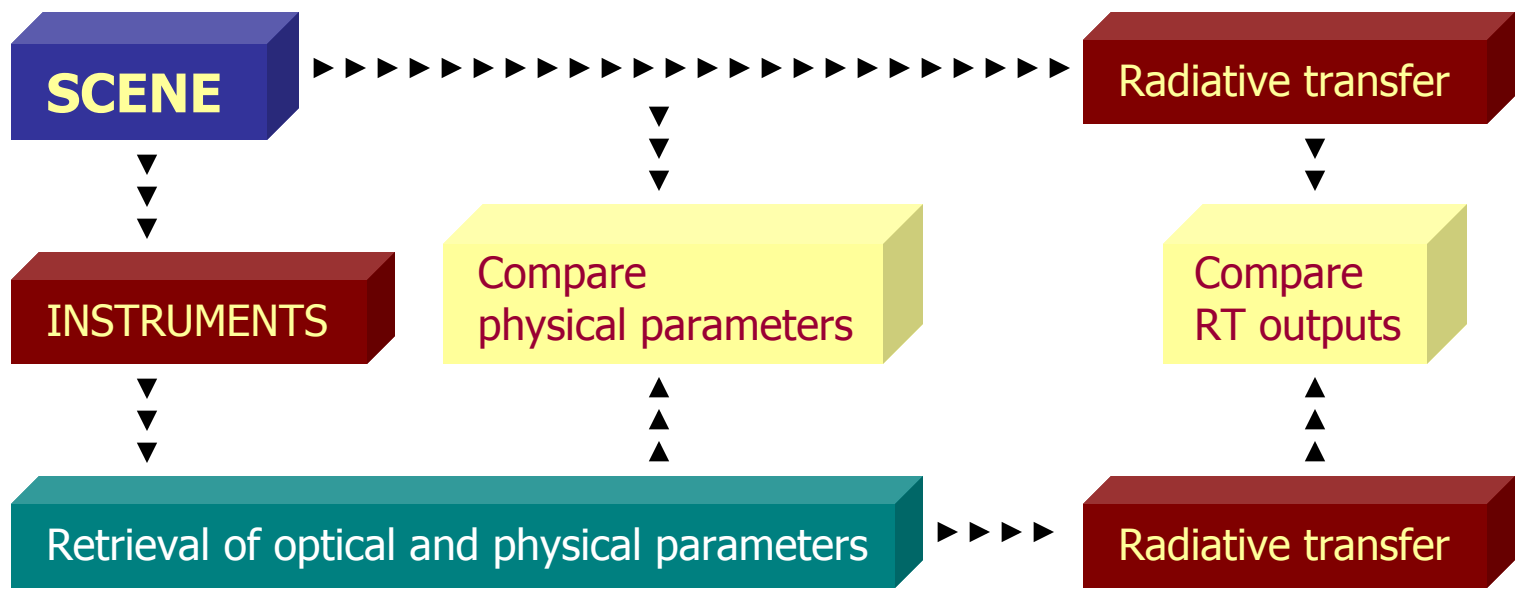 SCENE
Radiative transfer
INSTRUMENTS
Compare
physical parameters
Compare
RT outputs
Retrieval of optical and physical parameters
Radiative transfer